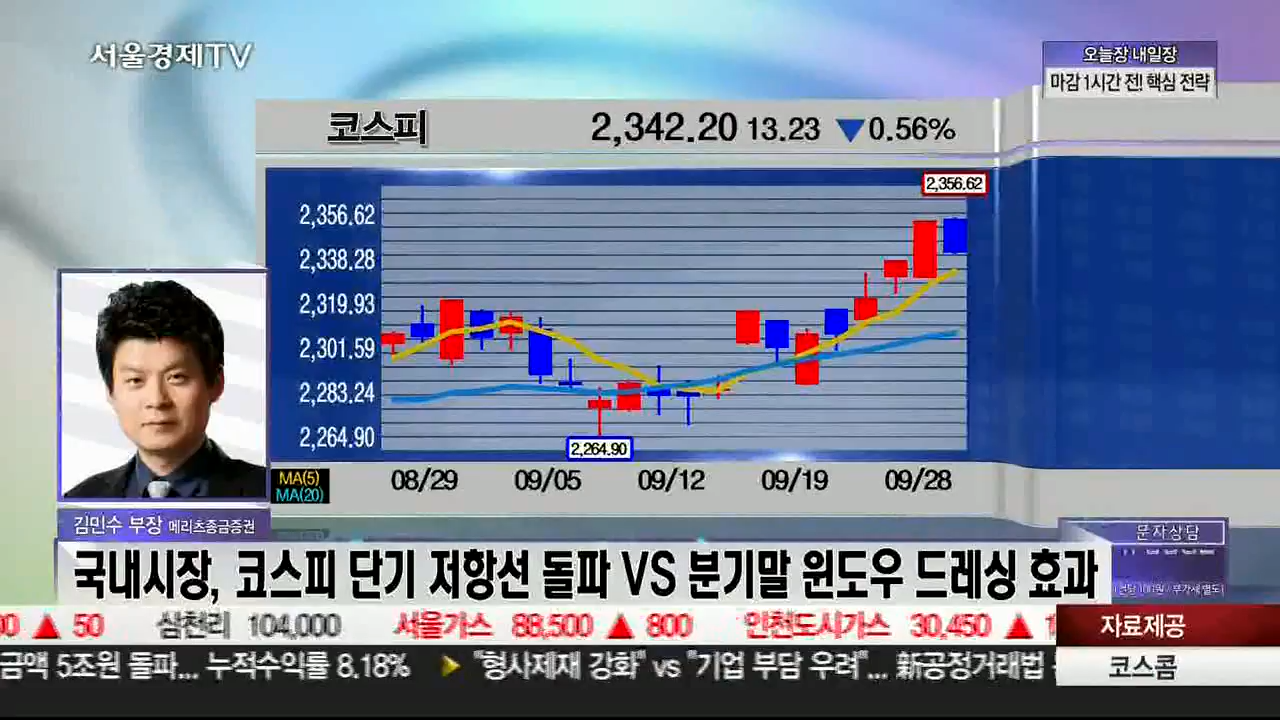 서울경제TV
오늘장 내일장
마감 1시간 전! 핵심 전략
코스피 2,342.20 13.23 ▼0.56%
2,356.62
2,356.62
2,338.28
2,319.93
2,301.59
2,283.24
2,264.90
2,264.90
MA(5)
MA(20)
08/29 09/05 09/12 09/19 09/28
김민수 부장 메리츠종금증권
문자상담
국내시장, 코스피 단기 저항선 돌파 VS 분기말 윈도우 드레싱 효과
00 ▲ 50 삼천리 104,000 서울가스 88,500 ▲ 800 인천도시가스 30,450 ▲ 1
자료제공
금액 5조원 돌파... 누적수익률 8.18% ▶ "형사제재 강화" vs "기업 부담 우려"... 新공정거래법
코스콤